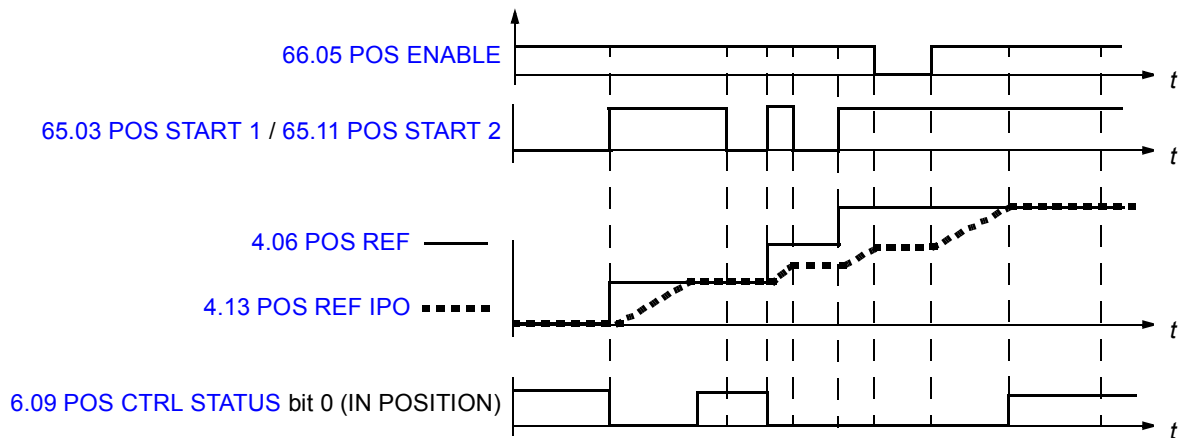 66.05 POS ENABLE
t
65.03 POS START 1 / 65.11 POS START 2
t
4.06 POS REF
4.13 POS REF IPO
t
6.09 POS CTRL STATUS bit 0 (IN POSITION)
t